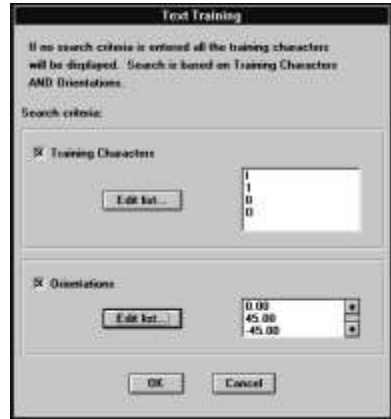 Text Training
If no search criteria is entered all the training characters
will be displayed. Search is based on Training Characters
AND Orientations.
Search criteria:
Training Characters
Edit list...
1
0
Orientations
Edit list...
0.00
45.00
-45.00
OK
Cancel